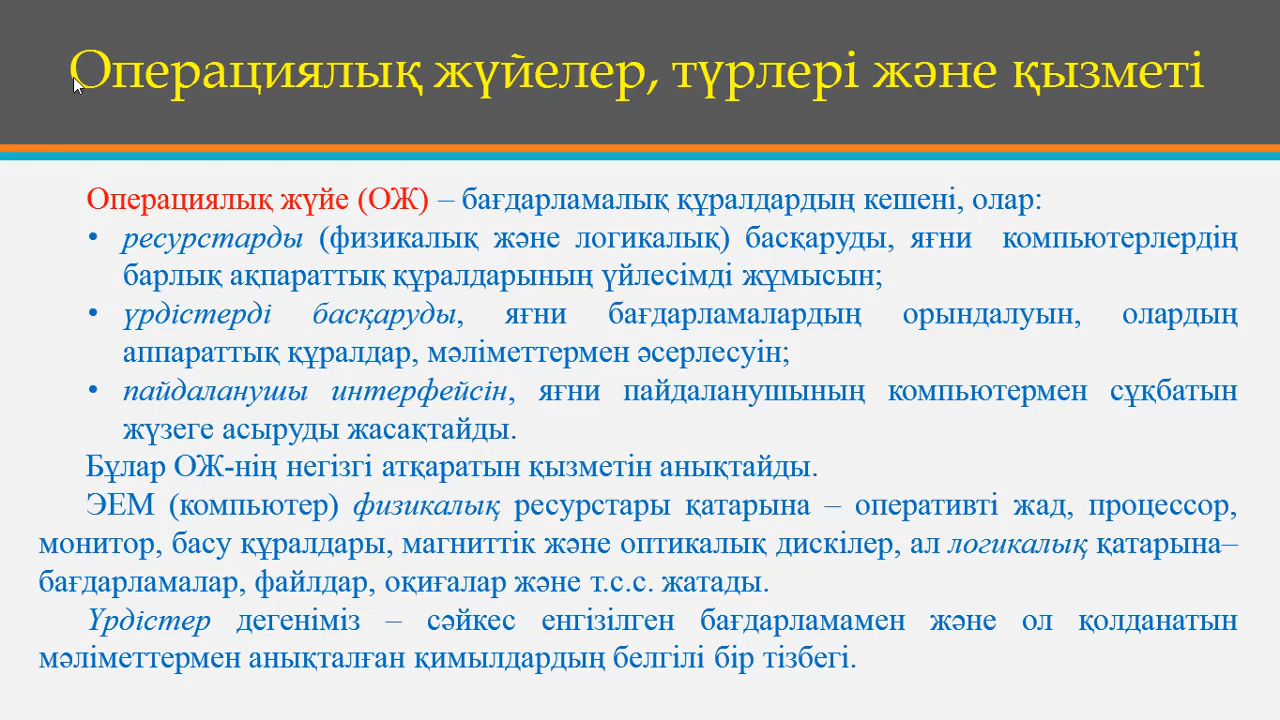 Операциялық жүйелер, түрлері және қызметі
Операциялық жүйе (ОЖ) – бағдарламалық құралдардың кешені, олар:
• ресурстарды (физикалық және логикалық) басқаруды, яғни компьютерлердің
барлық ақпараттық құралдарының үйлесімді жұмысын;
• үрдістерді басқаруды, яғни бағдарламалардың орындалуын, олардың
аппараттық құралдар, мәліметтермен әсерлесуін;
• пайдаланушы интерфейсін, яғни пайдаланушының компьютермен сұқбатын
жүзеге асыруды жасақтайды.
Бұлар ОЖ-нің негізгі атқаратын қызметін анықтайды.
ЭЕМ (компьютер) физикалық ресурстары қатарына – оперативті жад, процессор,
монитор, басу құралдары, магниттік және оптикалық дискілер, ал логикалық қатарына–
бағдарламалар, файлдар, оқиғалар және т.с.с. жатады.
Үрдістер дегеніміз – сәйкес енгізілген бағдарламамен және ол қолданатын
мәліметтермен анықталған қимылдардың белгілі бір тізбегі.